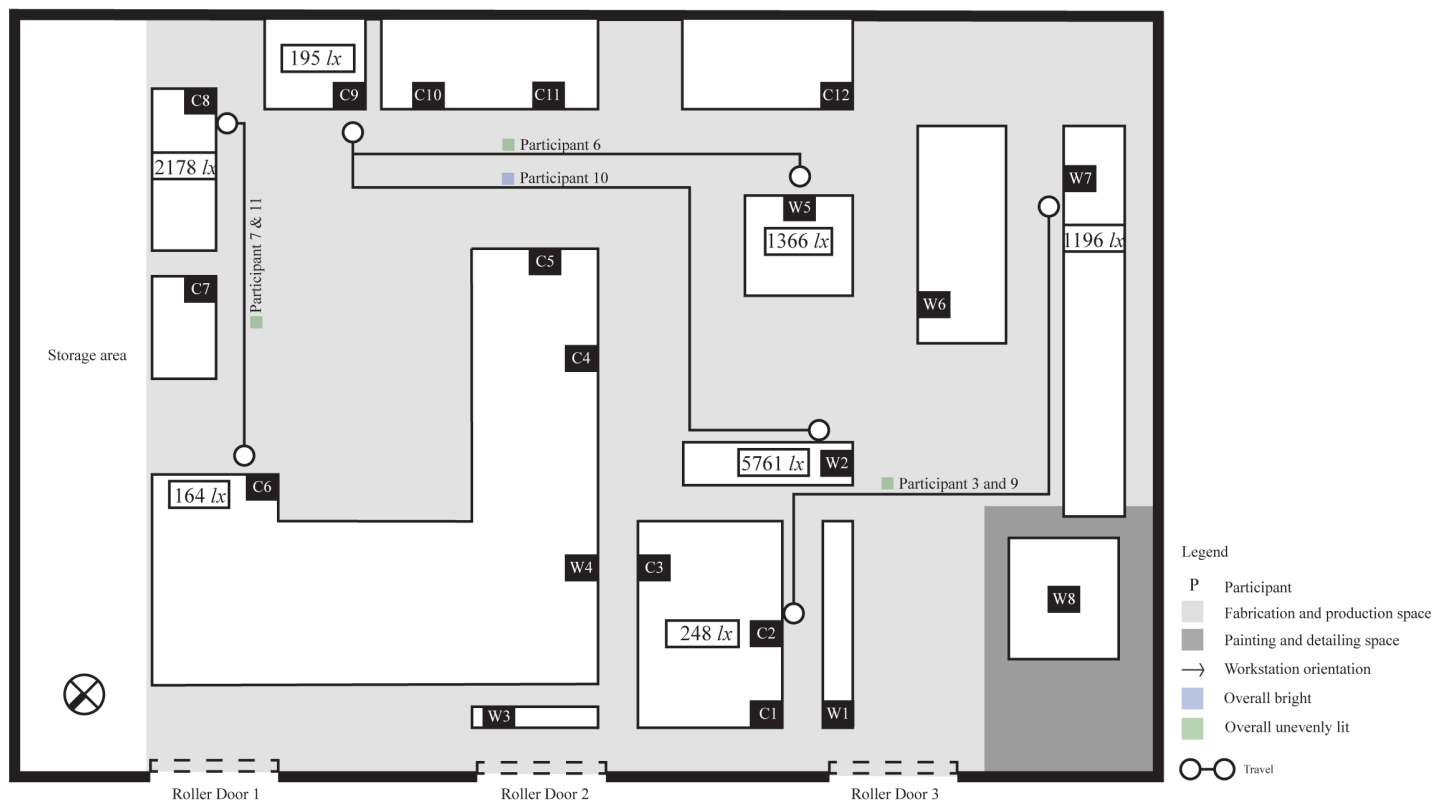 195 lx
C8
C9
C10
C11
C12
Participant 6
2178 lx
Participant 10
W7
W5
Participant 7 & 11
1366 lx
1196 lx
C5
C7
W6
Storage area
C4
5761 lx
W2
164 lx
C6
Participant 3 and 9
W4
C3
W8
248 lx
C2
W3
C1
W1
Roller Door 1
Roller Door 2
Roller Door 3
Legend
P Participant
Fabrication and production space
Painting and detailing space
Workstation orientation
Overall bright
Overall unevenly lit
Travel